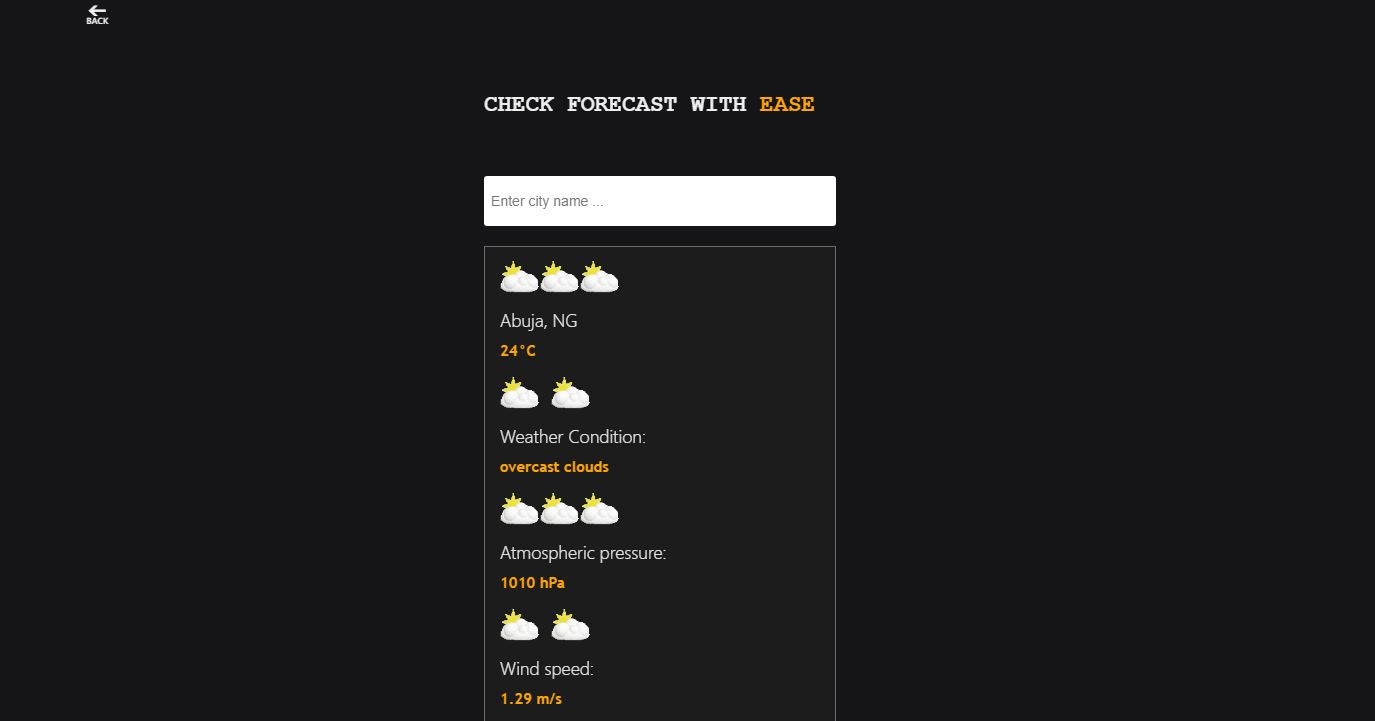 BACK
CHECK FORECAST WITH EASE
Enter city name ...
Abuja, NG
24°C
Weather Condition:
overcast clouds
Atmospheric pressure:
1010 hPa
Wind speed:
1.29 m/s